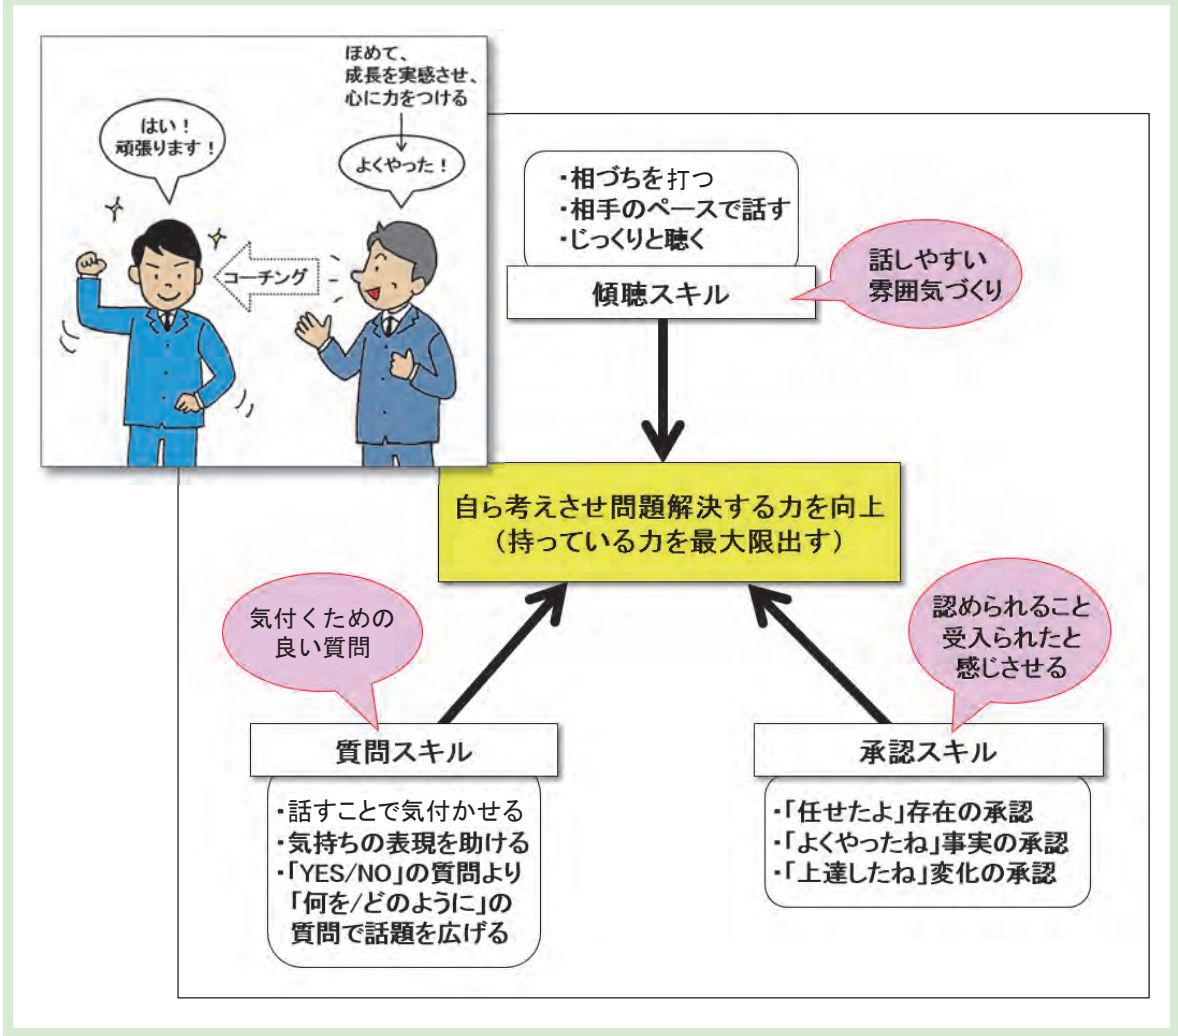 ほめて、
成長を実感させ、
心に力をつける
はい！
頑張ります！
よくやった！
コーチング
・相づちを打つ
・相手のペースで話す
・じっくりと聴く
傾聴スキル
話しやすい
雰囲気づくり
自ら考えさせ問題解決する力を向上
（持っている力を最大限出す）
気付くための
良い質問
認められること
受入られたと
感じさせる
質問スキル
・話すことで気付かせる
・気持ちの表現を助ける
・「YES/NO」の質問より
「何を/どのように」の
質問で話題を広げる
承認スキル
・「任せたよ」存在の承認
・「よくやったね」事実の承認
・「上達したね」変化の承認